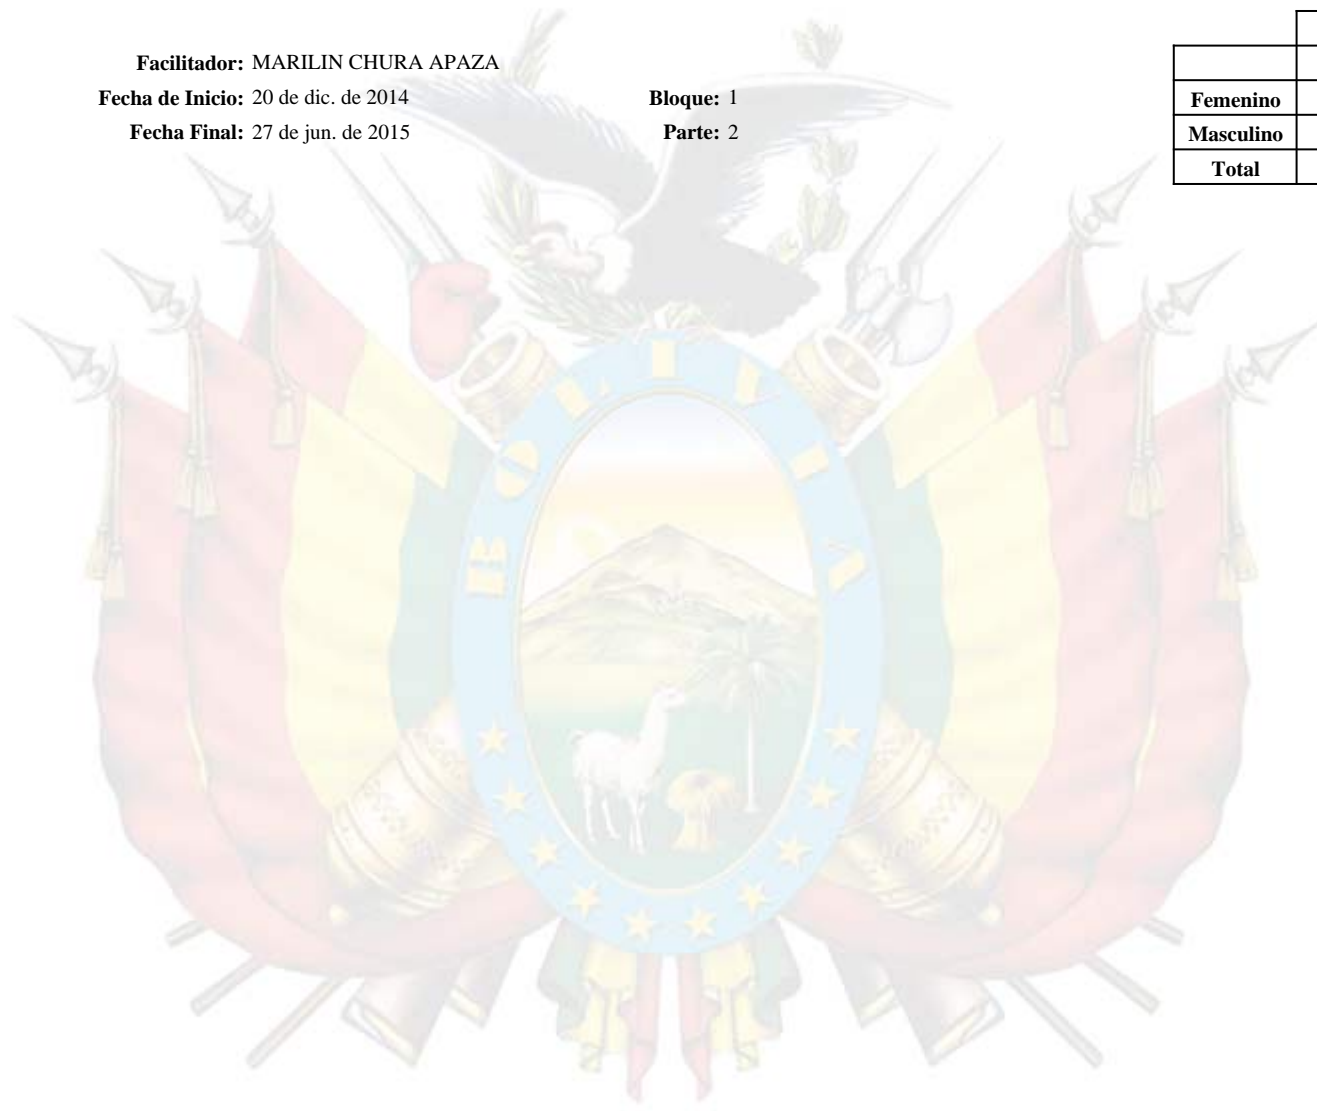 Facilitador: MARILIN CHURA APAZA
Fecha de Inicio: 20 de dic. de 2014
Bloque: 1
Fecha Final: 27 de jun. de 2015
Parte: 2
Femenino
Masculino
Total
BOLIVIA